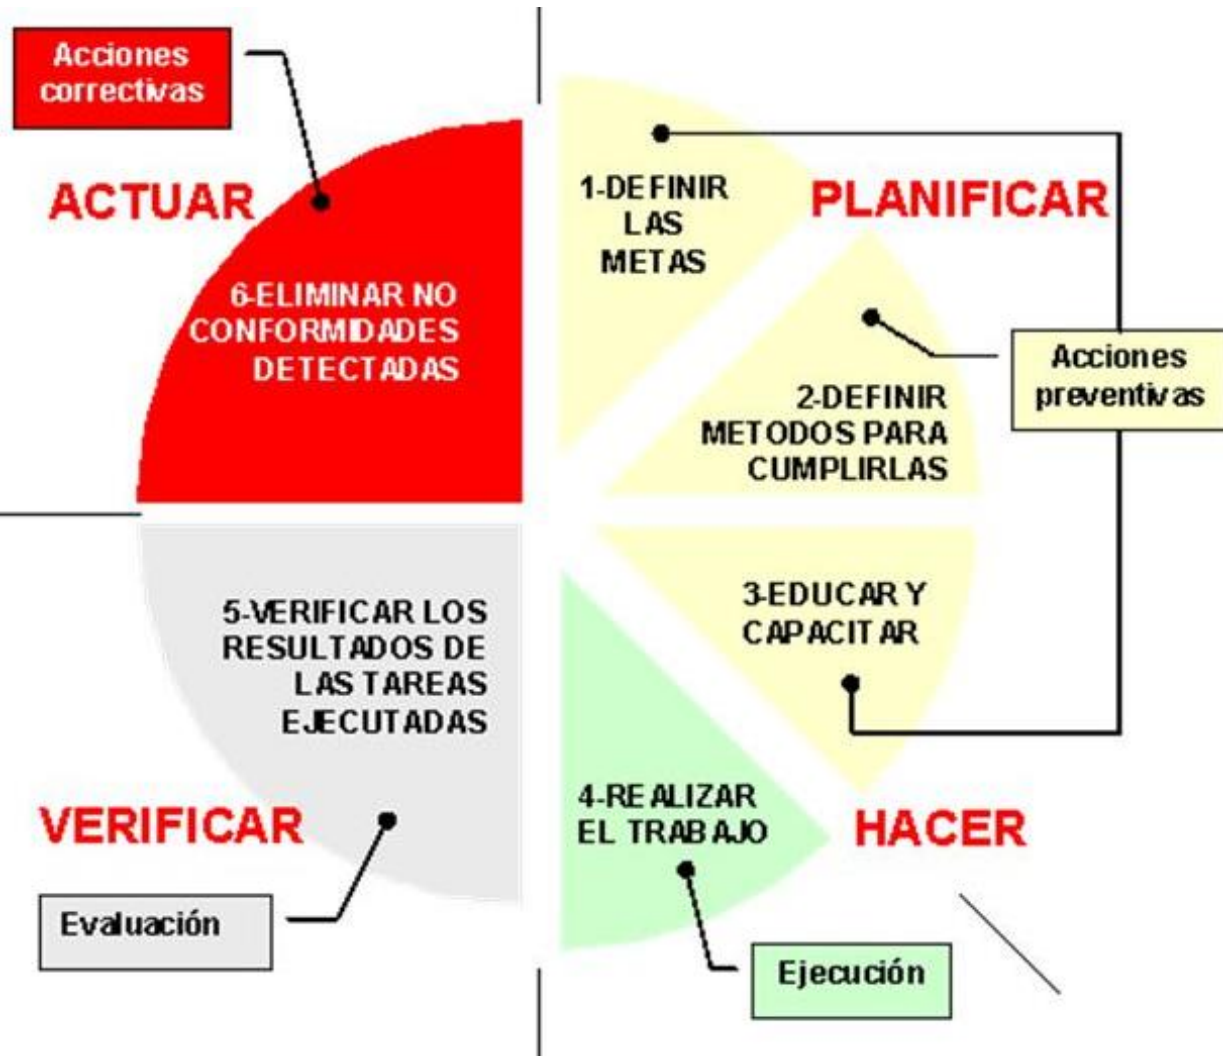 Acciones
correctivas
ACTUAR
6-ELIMINAR NO
CONFORMIDADES
DETECTADAS
1-DEFINIR
LAS
METAS
PLANIFICAR
2-DEFINIR
METODOS PARA
CUMPLIRLAS
Acciones
preventivas
3-EDUCAR Y
CAPACITAR
HACER
4-REALIZAR
EL TRABAJO
Ejecución
5-VERIFICAR LOS
RESULTADOS DE
LAS TAREAS
EJECUTADAS
VERIFICAR
Evaluación